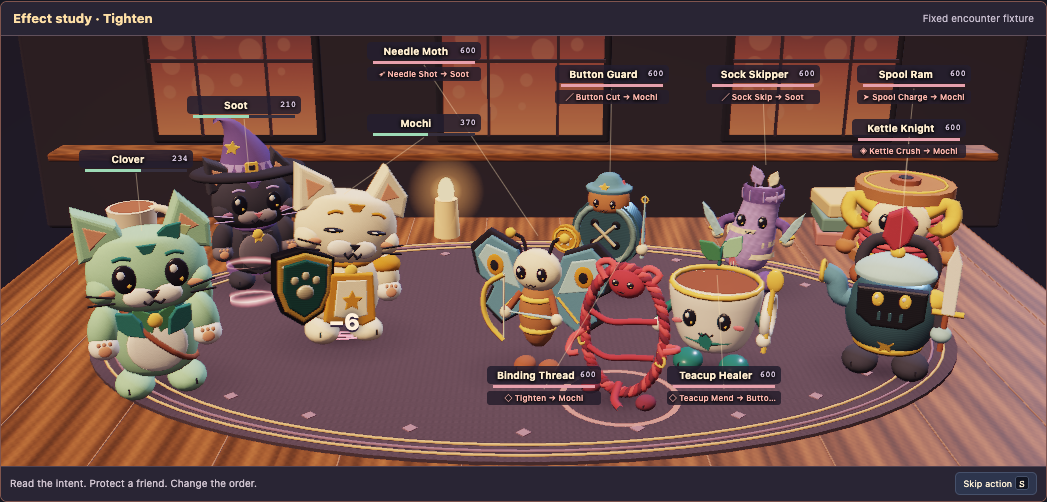 Effect study · Tighten
Fixed encounter fixture
Needle Moth 600
Needle Shot → Soot
Button Guard 600
Button Cut → Mochi
Sock Skipper 600
Sock Skip → Soot
Spool Ram 600
Spool Charge → Mochi
Soot 210
Mochi 370
Kettle Knight 600
Kettle Crush → Mochi
Clover 234
–6
Binding Thread 600
Tighten → Mochi
Teacup Healer 600
Teacup Mend → Butto...
Read the intent. Protect a friend. Change the order.
Skip action S